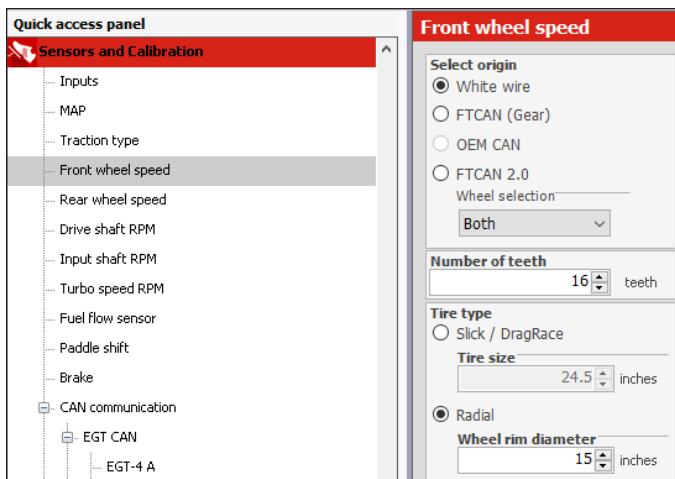 Quick access panel
Sensors and Calibration
Inputs
MAP
Traction type
Front wheel speed
Rear wheel speed
Drive shaft RPM
Input shaft RPM
Turbo speed RPM
Fuel flow sensor
Paddle shift
Brake
CAN communication
EGT CAN
EGT-4 A
Front wheel speed
Select origin
White wire
FTCAN (Gear)
OEM CAN
FTCAN 2.0
Wheel selection
Both
Number of teeth
16 teeth
Tire type
Slick / DragRace
Tire size
24.5 inches
Radial
Wheel rim diameter
15 inches